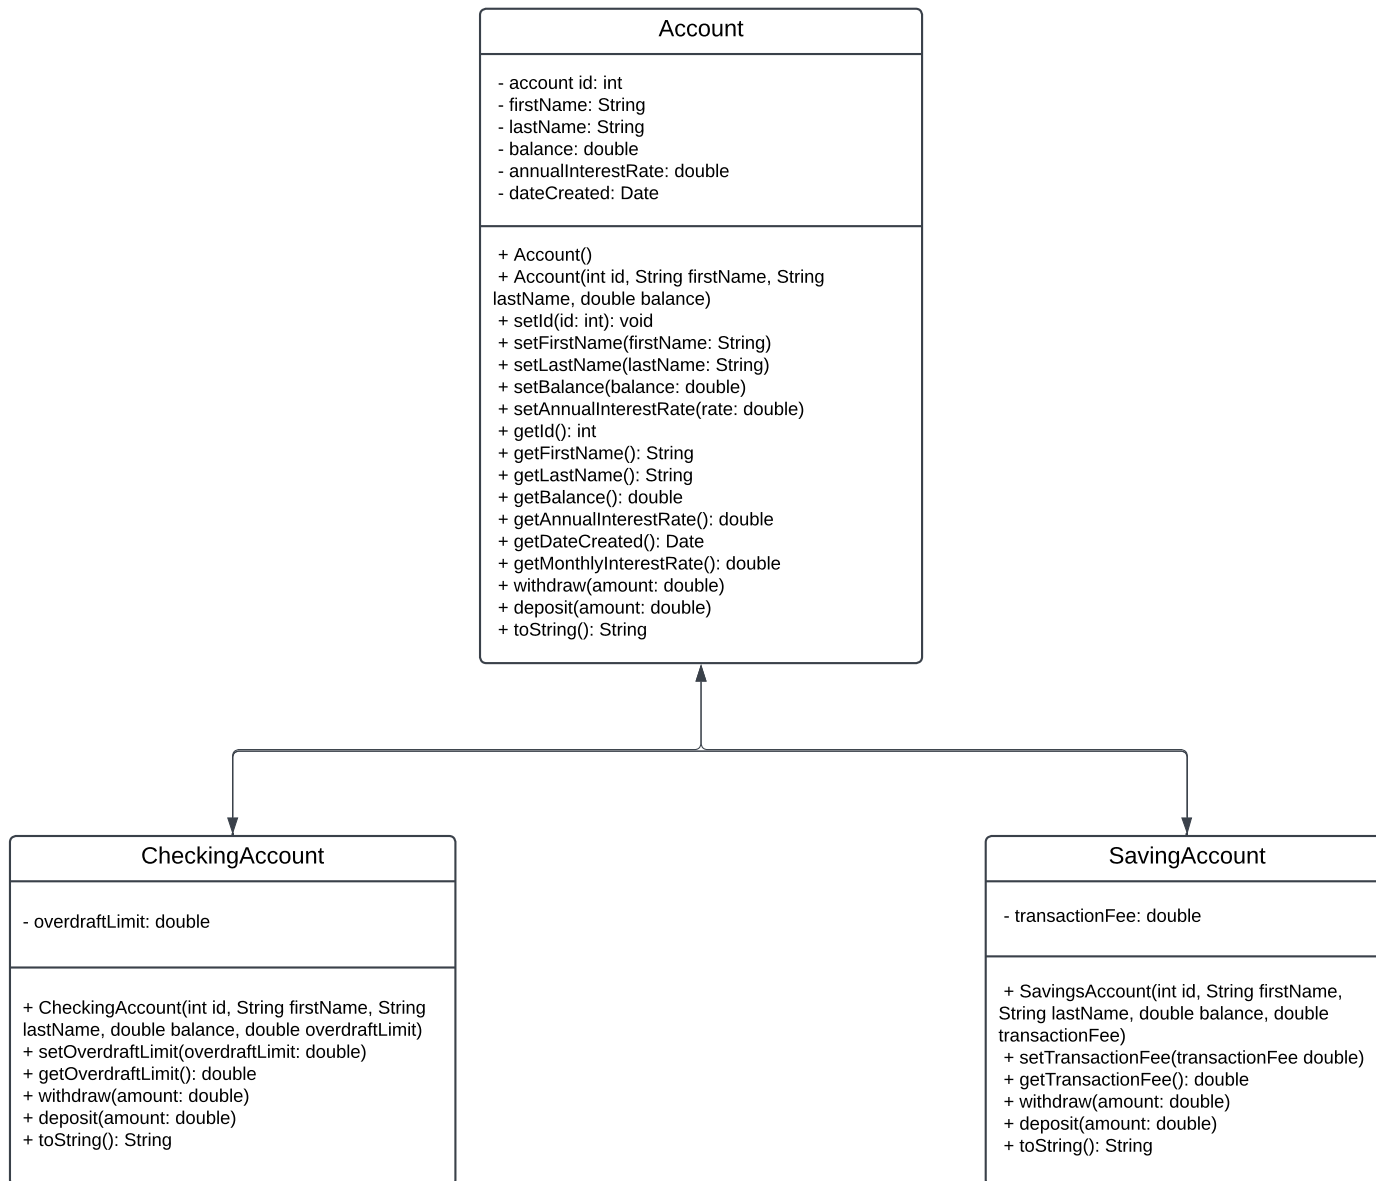 Account
- account id: int
- firstName: String
- lastName: String
- balance: double
- annualInterestRate: double
- dateCreated: Date
+ Account()
+ Account(int id, String firstName, String
lastName, double balance)
+ setId(id: int): void
+ setFirstName(firstName: String)
+ setLastName(lastName: String)
+ setBalance(balance: double)
+ setAnnualInterestRate(rate: double)
+ getId(): int
+ getFirstName(): String
+ getLastName(): String
+ getBalance(): double
+ getAnnualInterestRate(): double
+ getDateCreated(): Date
+ getMonthlyInterestRate(): double
+ withdraw(amount: double)
+ deposit(amount: double)
+ toString(): String
CheckingAccount
- overdraftLimit: double
+ CheckingAccount(int id, String firstName, String
lastName, double balance, double overdraftLimit)
+ setOverdraftLimit(overdraftLimit: double)
+ getOverdraftLimit(): double
+ withdraw(amount: double)
+ deposit(amount: double)
+ toString(): String
SavingAccount
- transactionFee: double
+ SavingsAccount(int id, String firstName,
String lastName, double balance, double
transactionFee)
+ setTransactionFee(transactionFee double)
+ getTransactionFee(): double
+ withdraw(amount: double)
+ deposit(amount: double)
+ toString(): String